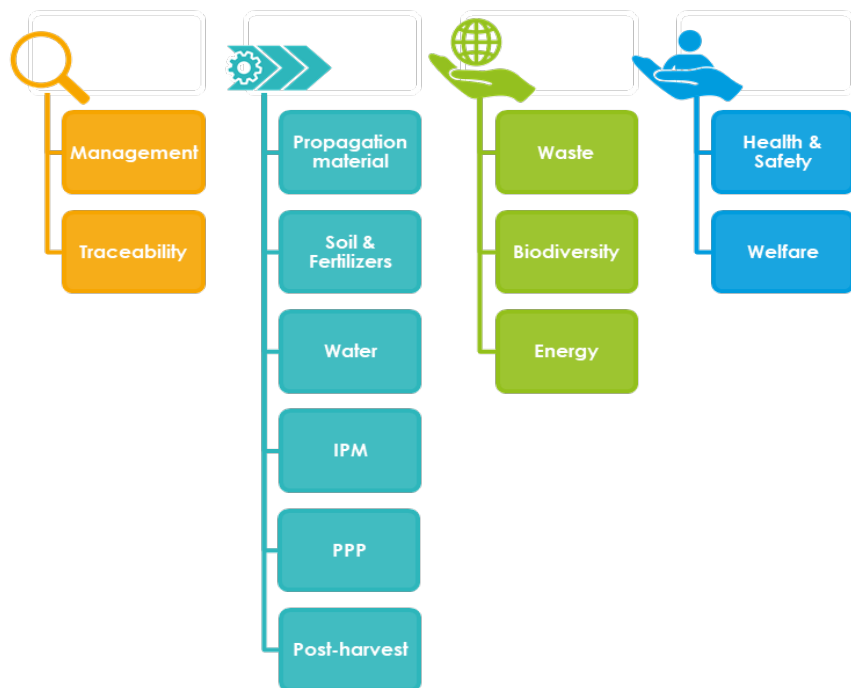 Management
Traceability
Propagation
material
Soil &
Fertilizers
Water
IPM
PPP
Post-harvest
Waste
Biodiversity
Energy
Health &
Safety
Welfare